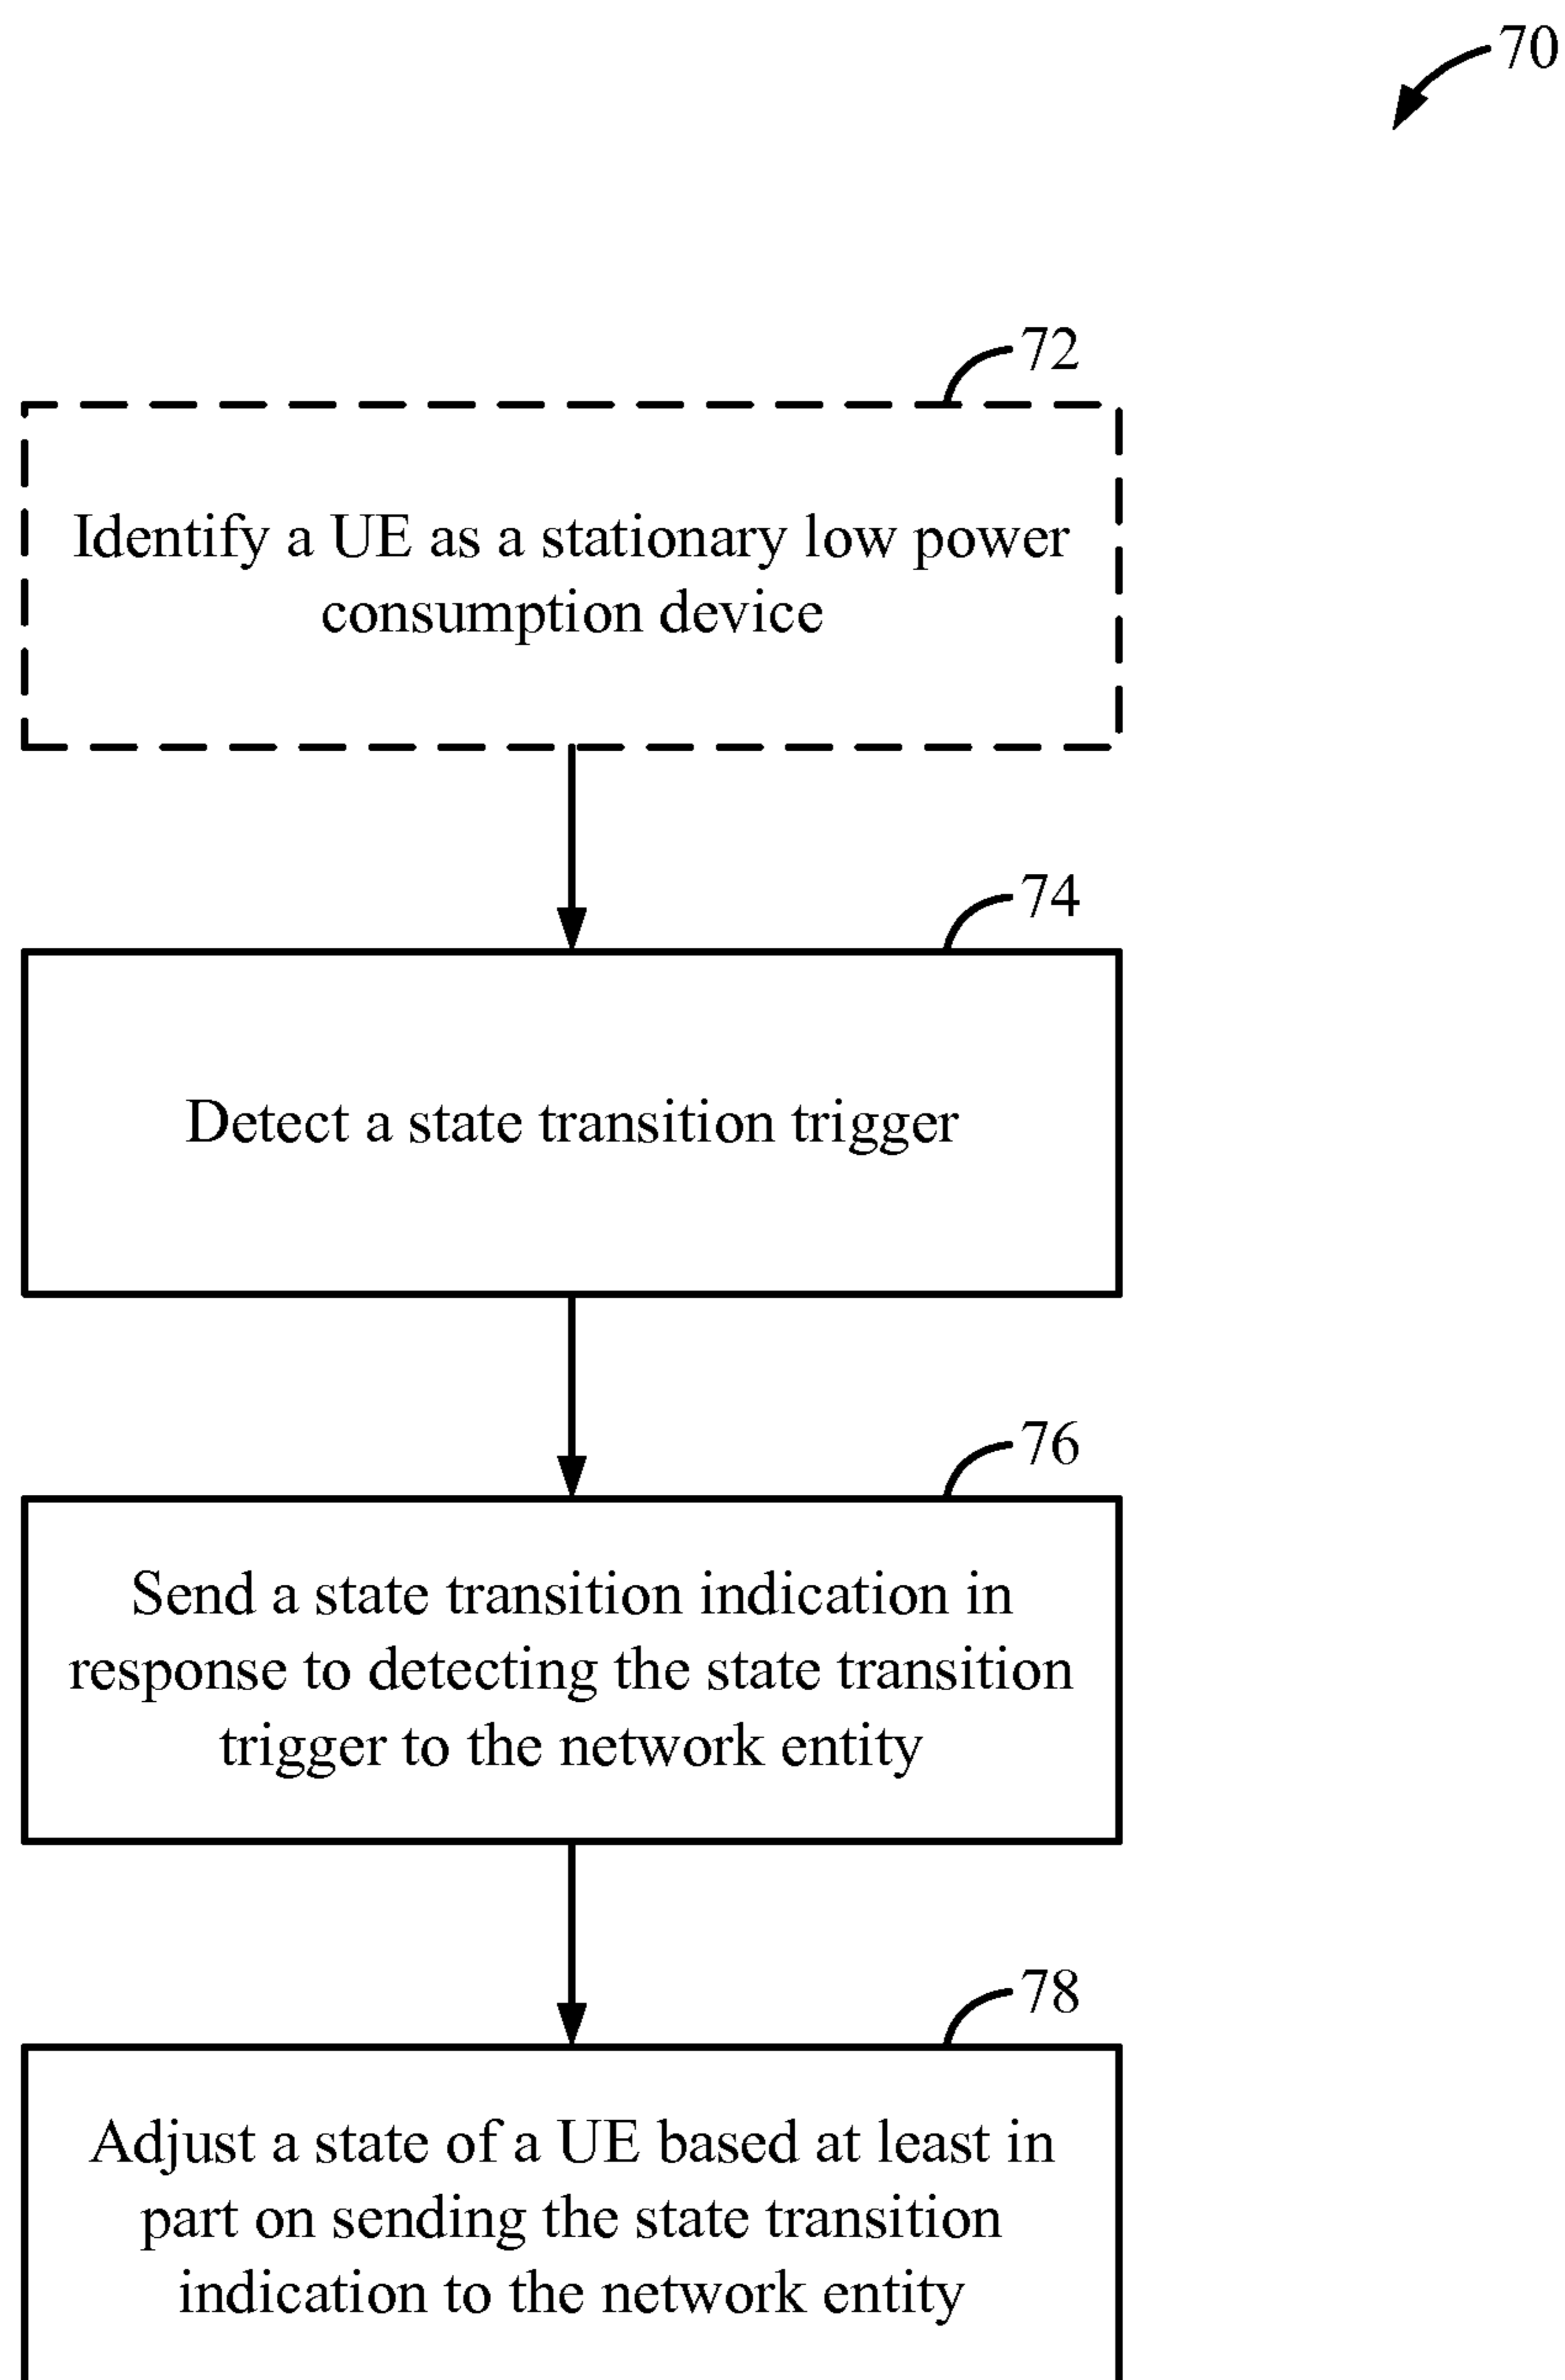 70
72
Identify a UE as a stationary low power
consumption device
74
Detect a state transition trigger
76
Send a state transition indication in
response to detecting the state transition
trigger to the network entity
78
Adjust a state of a UE based at least in
part on sending the state transition
indication to the network entity